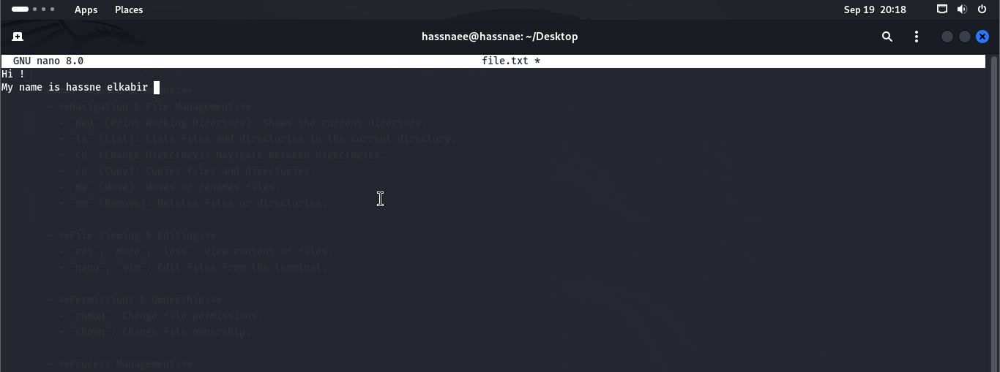 Apps Places Sep 19 20:18
hassnaee@hassnae: ~/Desktop
GNU nano 8.0 file.txt *
Hi !
My name is hassne elkabir
ds:**
- **Navigation & File Management:**
- `pwd` (Print Working Directory): Shows the current directory.
- `ls` (List): Lists files and directories in the current directory.
- `cd` (Change Directory): Navigate between directories.
- `cp` (Copy): Copies files and directories.
- `mv` (Move): Moves or renames files.
- `rm` (Remove): Deletes files or directories.
- **File Viewing & Editing:**
- `cat`, `more`, `less`: View content of files.
- `nano`, `vim`: Edit files from the terminal.
- **Permissions & Ownership:**
- `chmod`: Change file permissions.
- `chown`: Change file ownership.
- **Process Management:**